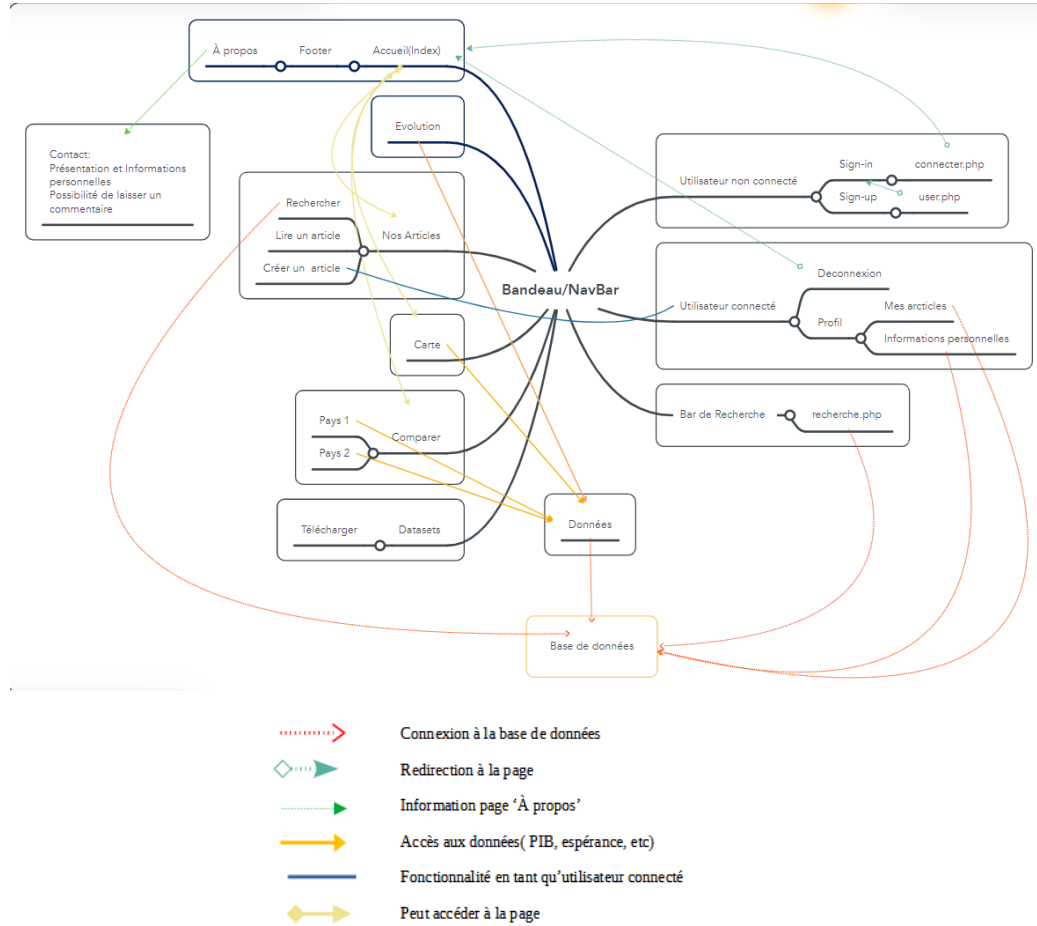 À propos
Footer
Accueil(Index)
Evolution
Contact:
Présentation et Informations
personnelles
Possibilité de laisser un
commentaire
Rechercher
Lire un article
Créer un  article
Nos Articles
Bandeau/NavBar
Utilisateur non connecté
Sign-in
connecter.php
Sign-up
user.php
Utilisateur connecté
Deconnexion
Profil
Mes arcticles
Informations personnelles
Carte
Pays 1
Pays 2
Comparer
Bar de Recherche
recherche.php
Télécharger
Datasets
Données
Base de données
Connexion à la base de données
Redirection à la page
Information page ‘À propos’
Accès aux données( PIB, espérance, etc)
Fonctionnalité en tant qu’utilisateur connecté
Peut accéder à la page